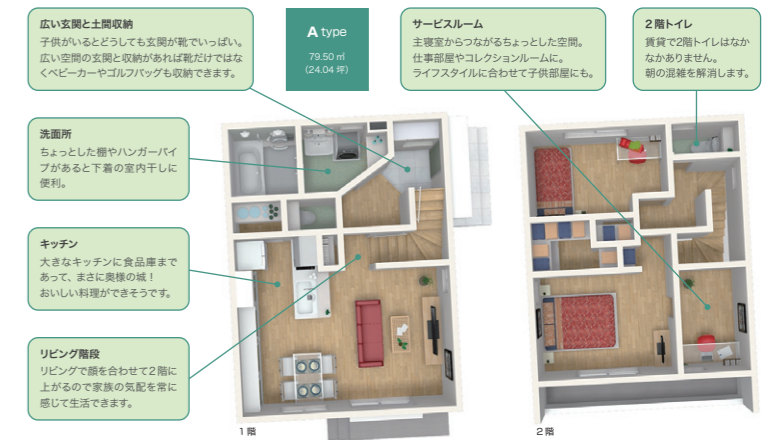 広い玄関と土間収納
子供がいるとどうしても玄関が靴でいっぱい。
広い空間の玄関と収納があれば靴だけではな
くベビーカーやゴルフバッグも収納できます。
A type
79.50 ㎡
（24.04 坪）
サービスルーム
主寝室からつながるちょっとした空間。
仕事部屋やコレクションルームに。
ライフスタイルに合わせて子供部屋にも。
2階トイレ
賃貸で2階トイレはなか
なかありません。
朝の混雑を解消します。
洗面所
ちょっとした棚やハンガーパイ
プがあると下着の室内干しに
便利。
キッチン
大きなキッチンに食品庫まで
あって、まさに奥様の城！
おいしい料理ができそうです。
リビング階段
リビングで顔を合わせて2階に
上がるので家族の気配を常に
感じて生活できます。
1 階
2 階